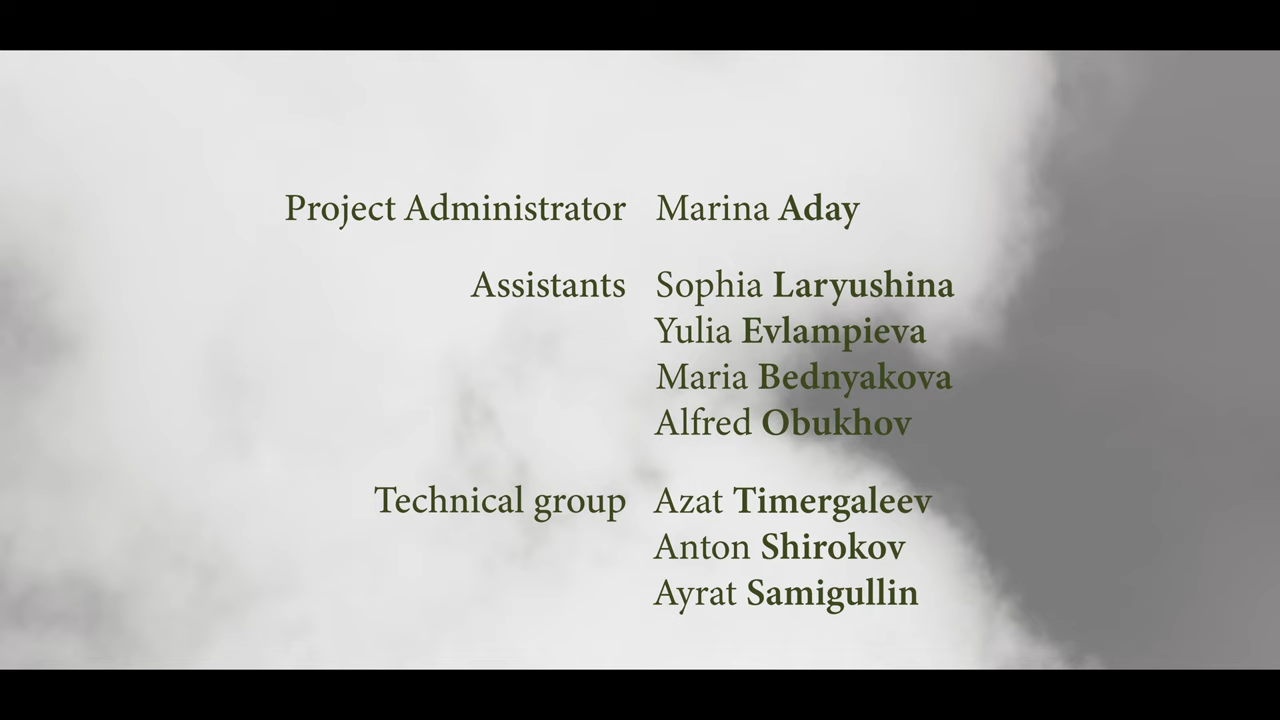 Project Administrator Marina Aday
Assistants Sophia Laryushina
Yulia Evlampieva
Maria Bednyakova
Alfred Obukhov
Technical group Azat Timergaleev
Anton Shirokov
Ayrat Samigullin